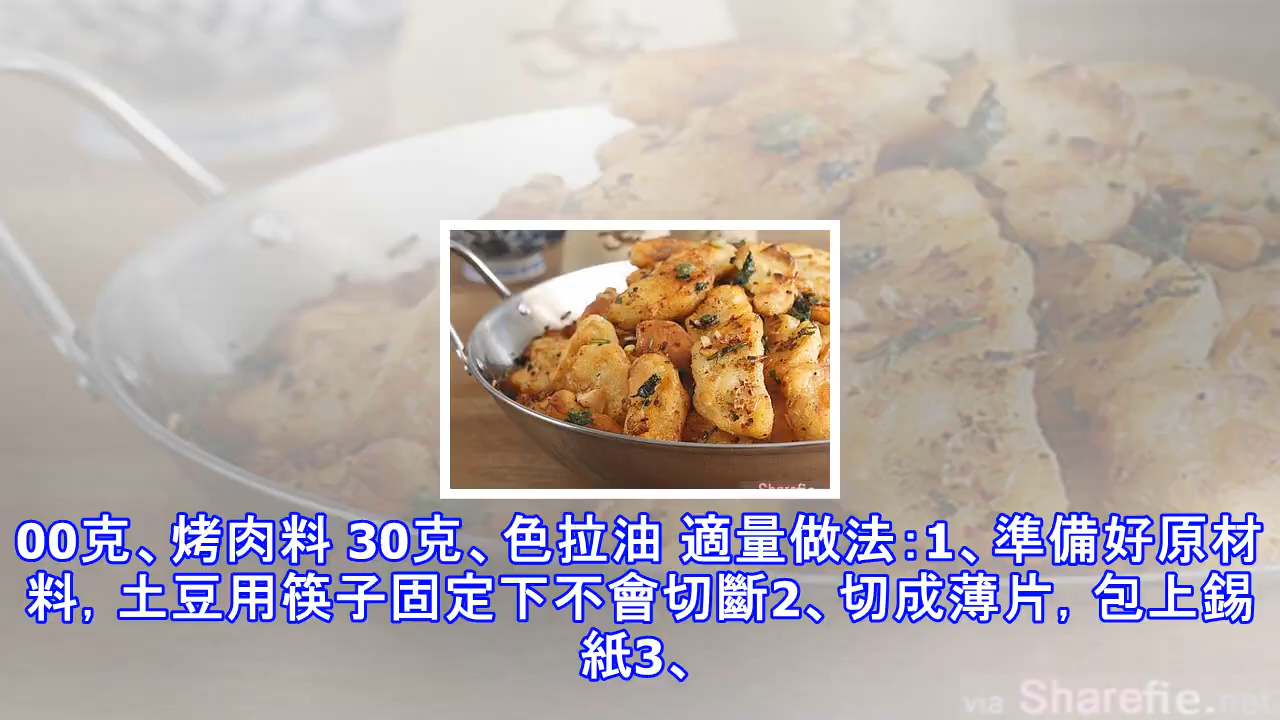 00克、烤肉料 30克、色拉油 適量做法:1、準備好原材
料, 土豆用筷子固定下不會切斷2、切成薄片, 包上錫
紙3、
via Sharefie.net